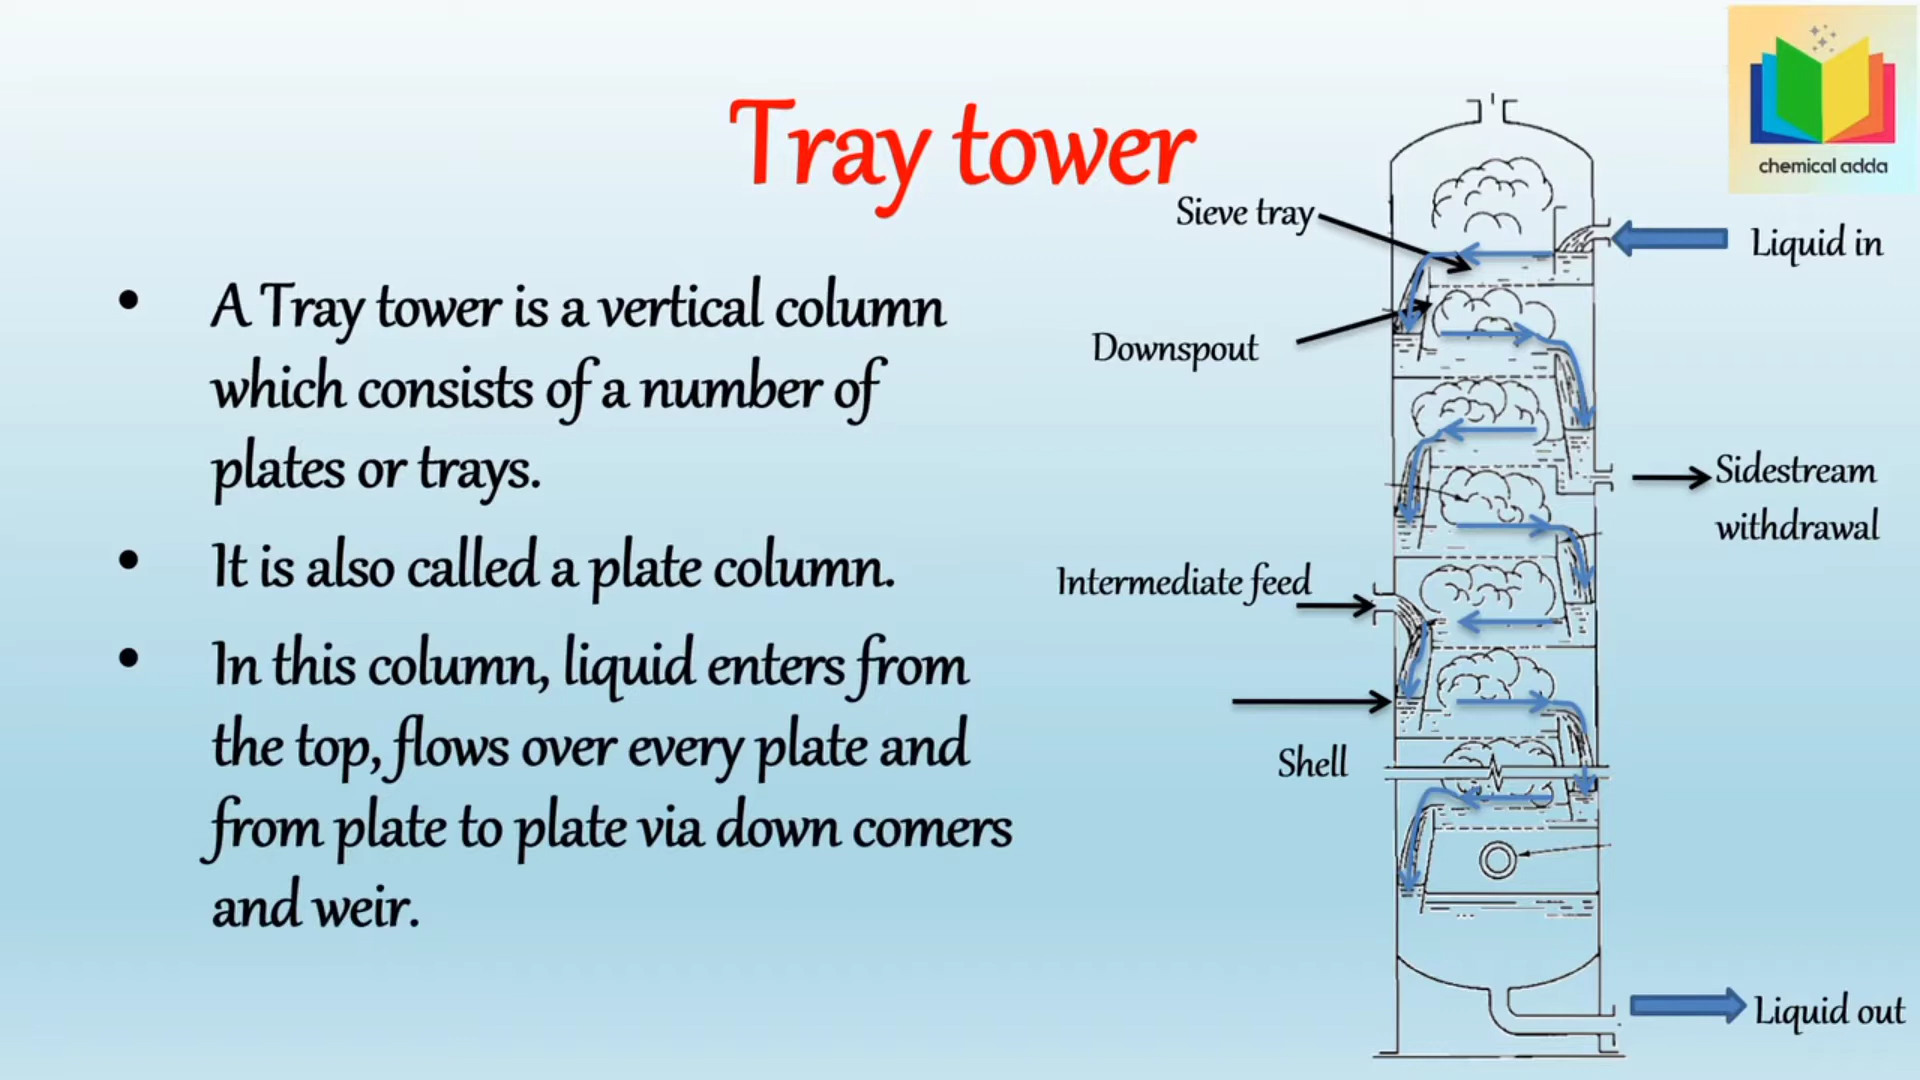 Tray tower
• A Tray tower is a vertical column
which consists of a number of
plates or trays.
• It is also called a plate column.
• In this column, liquid enters from
the top, flows over every plate and
from plate to plate via down comers
and weir.
chemical adda
Sieve tray
Liquid in
Downspout
Sidestream
withdrawal
Intermediate feed
Shell
Liquid out